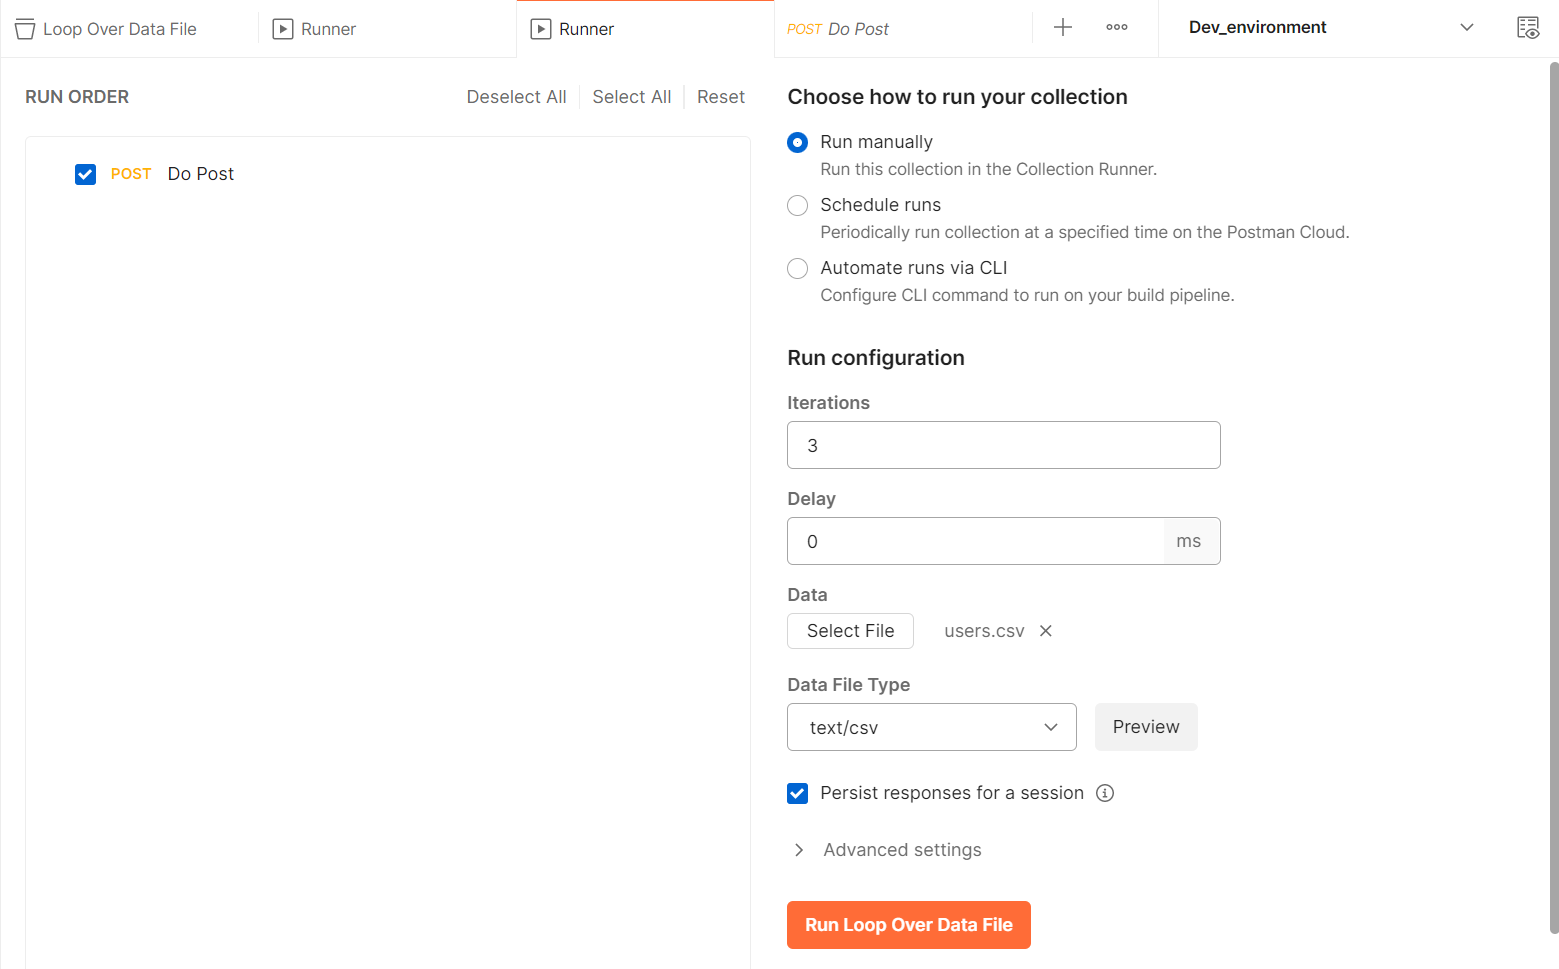 Loop Over Data File
Runner
Runner
POST Do Post
Dev_environment
RUN ORDER
Deselect All
Select All
Reset
POST Do Post
Choose how to run your collection
Run manually
Run this collection in the Collection Runner.
Schedule runs
Periodically run collection at a specified time on the Postman Cloud.
Automate runs via CLI
Configure CLI command to run on your build pipeline.
Run configuration
Iterations
3
Delay
0 ms
Data
Select File users.csv
Data File Type
text/csv
Preview
Persist responses for a session
Advanced settings
Run Loop Over Data File